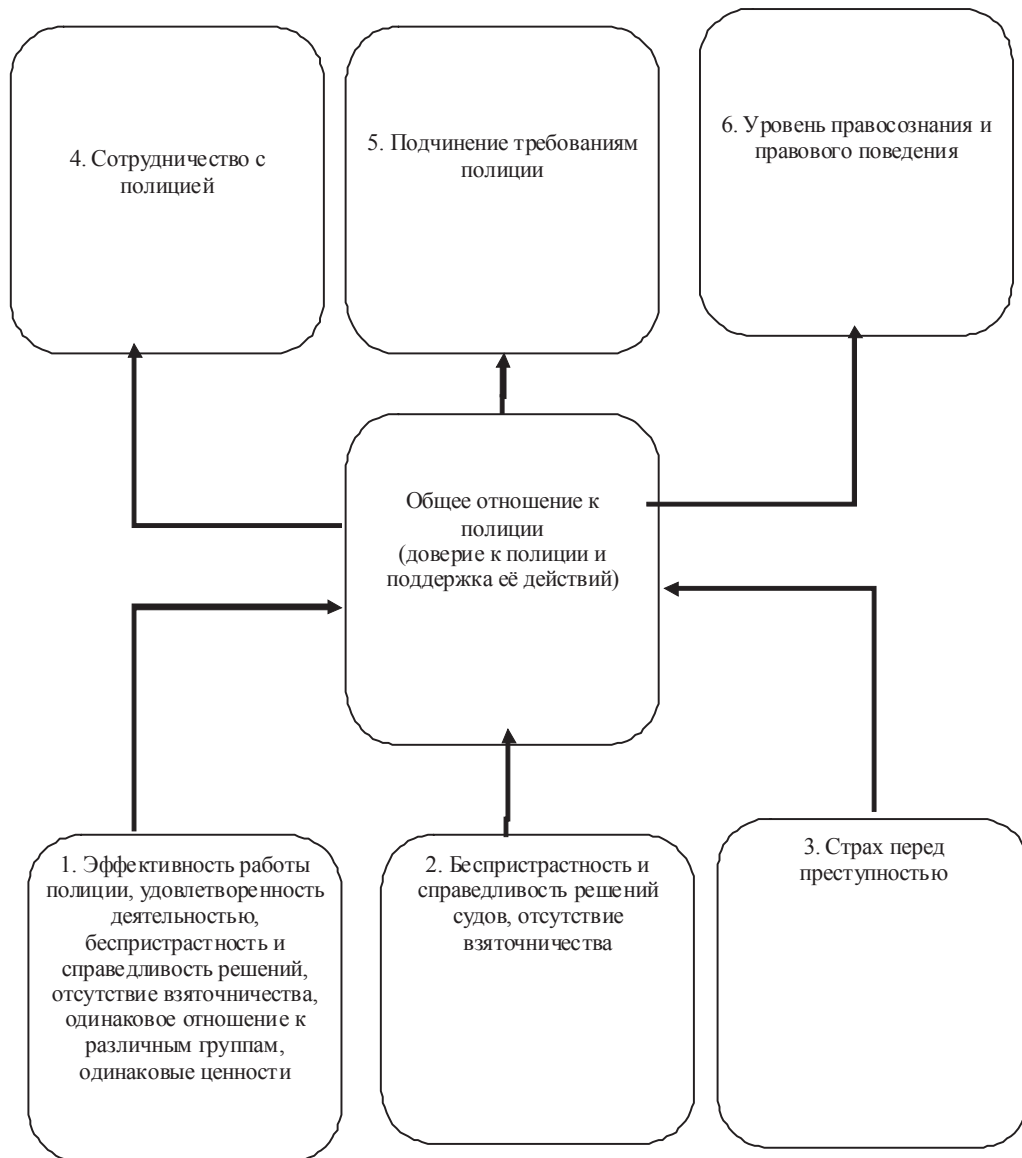 4. Сотрудничество с
полицией
5. Подчинение требованиям
полиции
6. Уровень правосознания и
правового поведения
Общее отношение к
полиции
(доверие к полиции и
поддержка её действий)
1. Эффективность работы
полиции, удовлетворенность
деятельностью,
беспристрастность и
справедливость решений,
отсутствие взяточничества,
одинаковое отношение к
различным группам,
одинаковые ценности
2. Беспристрастность и
справедливость решений
судов, отсутствие
взяточничества
3. Страх перед
преступностью